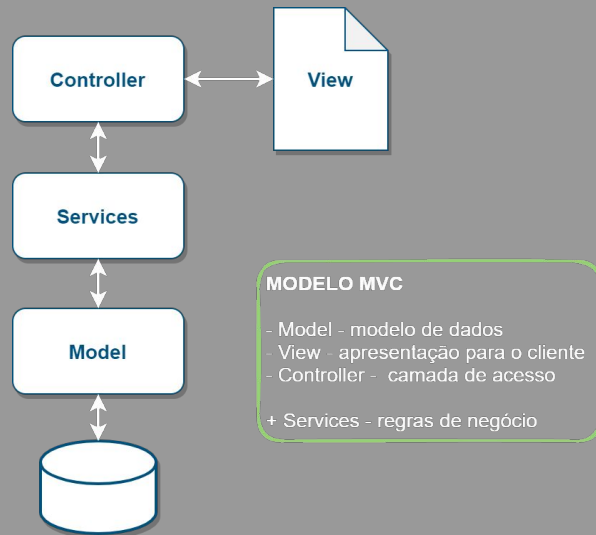 Controller
View
Services
Model
MODELO MVC
- Model - modelo de dados
- View - apresentação para o cliente
- Controller - camada de acesso
+ Services - regras de negócio